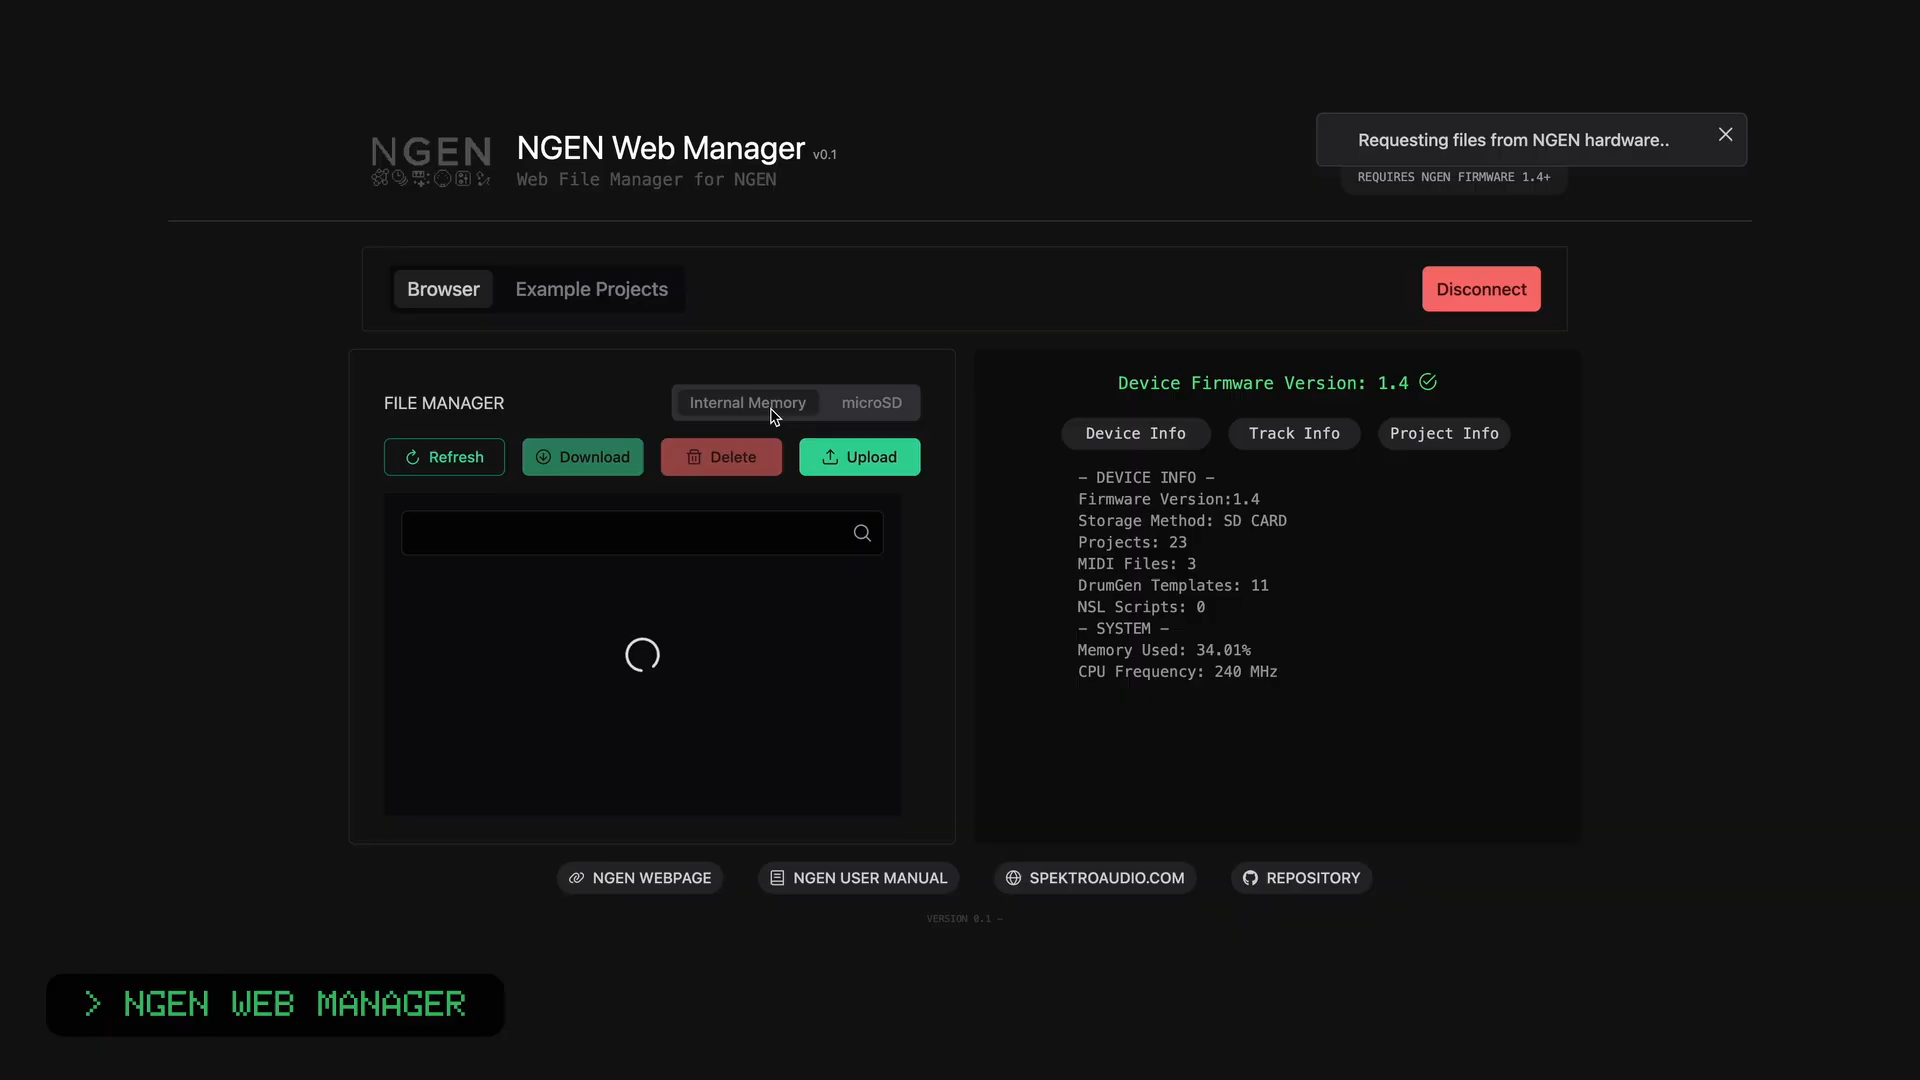 NGEN
NGEN Web Manager v0.1
Web File Manager for NGEN
Requesting files from NGEN hardware..
REQUIRES NGEN FIRMWARE 1.4+
Browser
Example Projects
Disconnect
FILE MANAGER
Internal Memory
microSD
Refresh
Download
Delete
Upload
Device Firmware Version: 1.4
Device Info
Track Info
Project Info
– DEVICE INFO –
Firmware Version:1.4
Storage Method: SD CARD
Projects: 23
MIDI Files: 3
DrumGen Templates: 11
NSL Scripts: 0
– SYSTEM –
Memory Used: 34.01%
CPU Frequency: 240 MHz
NGEN WEBPAGE
NGEN USER MANUAL
SPEKTROAUDIO.COM
REPOSITORY
VERSION 0.1 –
> NGEN WEB MANAGER